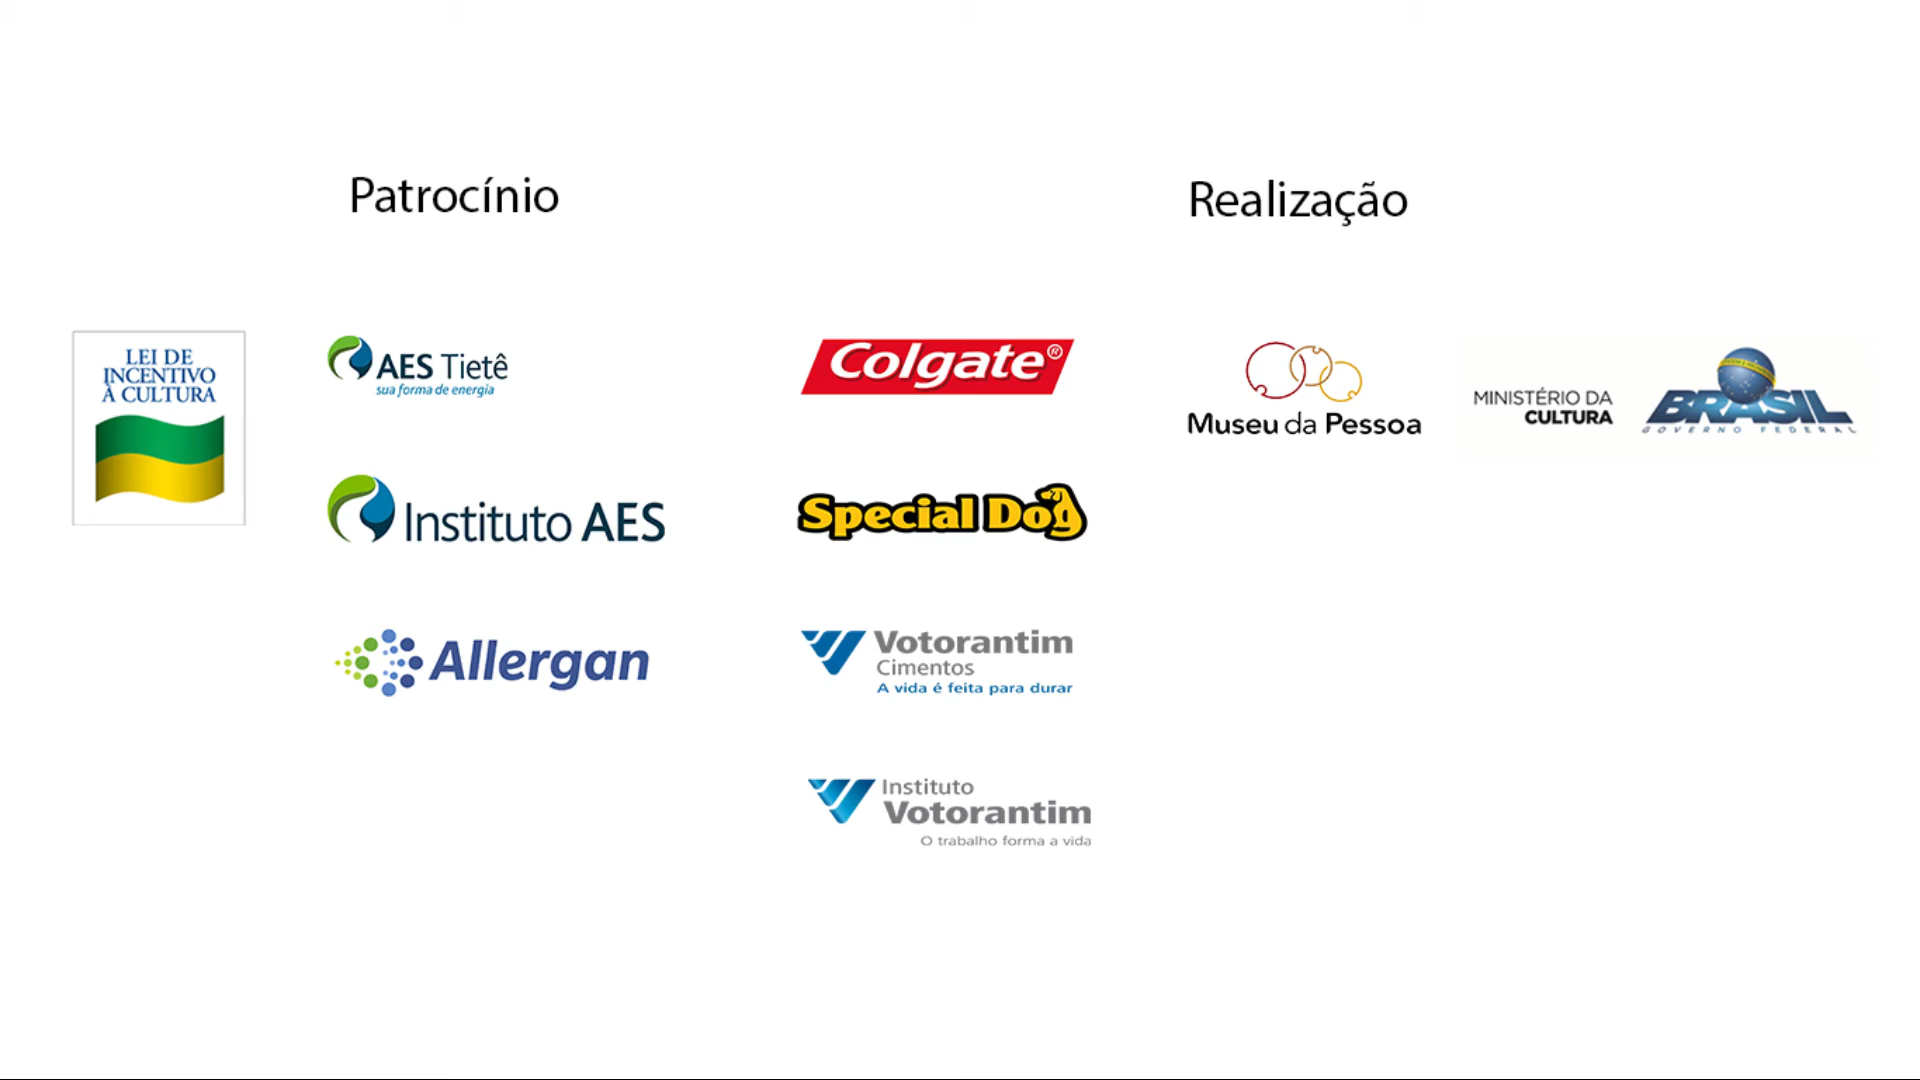 Patrocínio
Realização
LEI DE
INCENTIVO
À CULTURA
AES Tietê
sua forma de energia
Instituto AES
Allergan
Colgate®
Special Dog
Votorantim
Cimentos
A vida é feita para durar
Instituto
Votorantim
O trabalho forma a vida
Museu da Pessoa
MINISTÉRIO DA
CULTURA
BRASIL
GOVERNO FEDERAL